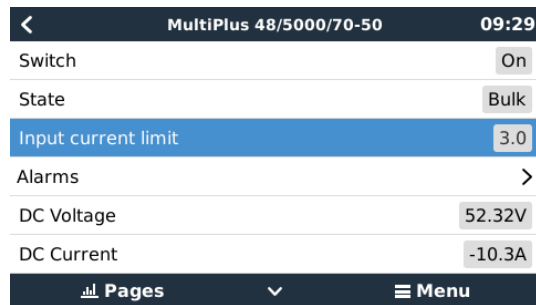 MultiPlus 48/5000/70-50 09:29
Switch On
State Bulk
Input current limit 3.0
Alarms
DC Voltage 52.32V
DC Current -10.3A
Pages Menu